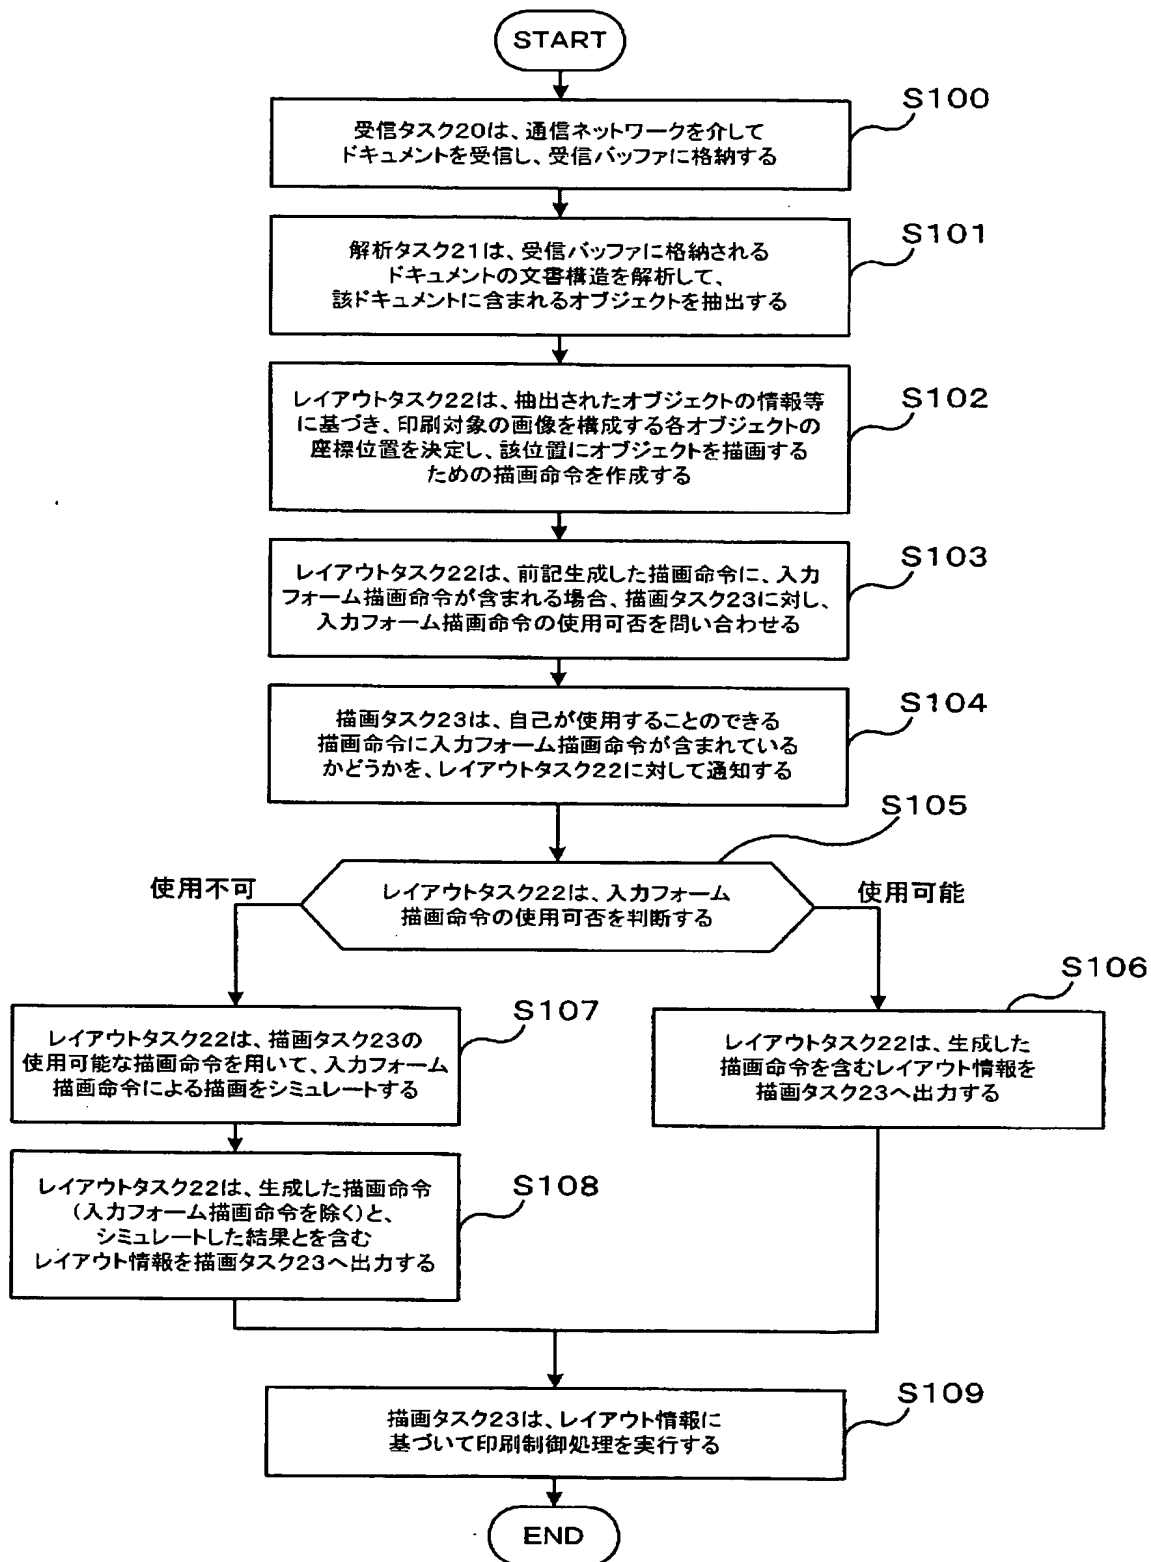 START
S100
受信タスク20は、通信ネットワークを介して
ドキュメントを受信し、受信バッファに格納する
S101
解析タスク21は、受信バッファに格納される
ドキュメントの文書構造を解析して、
該ドキュメントに含まれるオブジェクトを抽出する
S102
レイアウトタスク22は、抽出されたオブジェクトの情報等
に基づき、印刷対象の画像を構成する各オブジェクトの
座標位置を決定し、該位置にオブジェクトを描画する
ための描画命令を作成する
S103
レイアウトタスク22は、前記生成した描画命令に、入力
フォーム描画命令が含まれる場合、描画タスク23に対し、
入力フォーム描画命令の使用可否を問い合わせる
S104
描画タスク23は、自己が使用することのできる
描画命令に入力フォーム描画命令が含まれている
かどうかを、レイアウトタスク22に対して通知する
S105
レイアウトタスク22は、入力フォーム
描画命令の使用可否を判断する
使用不可
使用可能
S107
レイアウトタスク22は、描画タスク23の
使用可能な描画命令を用いて、入力フォーム
描画命令による描画をシミュレートする
S106
レイアウトタスク22は、生成した
描画命令を含むレイアウト情報を
描画タスク23へ出力する
S108
レイアウトタスク22は、生成した描画命令
(入力フォーム描画命令を除く)と、
シミュレートした結果とを含む
レイアウト情報を描画タスク23へ出力する
S109
描画タスク23は、レイアウト情報に
基づいて印刷制御処理を実行する
END